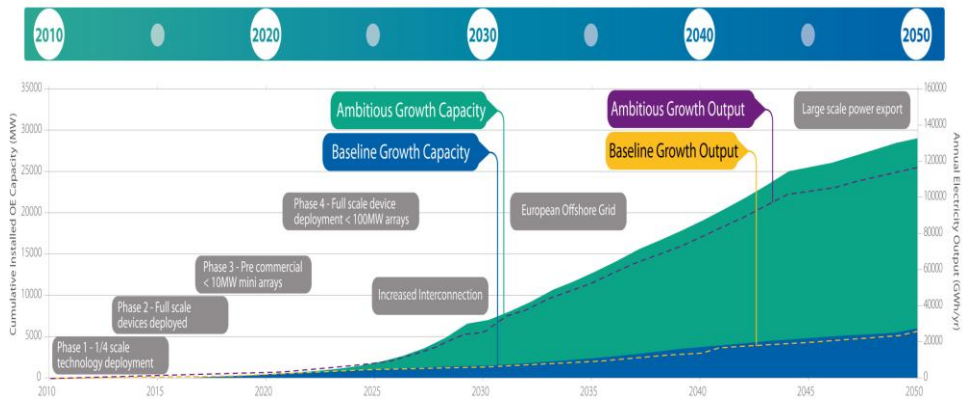 2010
2020
2030
2040
2050
Cumulative Installed OE Capacity (MW)
35000
30000
25000
20000
15000
10000
5000
0
Ambitious Growth Capacity
Baseline Growth Capacity
Ambitious Growth Output
Baseline Growth Output
Large scale power export
Phase 4 - Full scale device
deployment < 100MW arrays
European Offshore Grid
Phase 3 - Pre commercial
< 10MW mini arrays
Increased Interconnection
Phase 2 - Full scale
devices deployed
Phase 1 - 1/4 scale
technology deployment
160000
140000
120000
100000
80000
60000
40000
20000
0
Annual Electricity Output (GWh/yr)
2010
2015
2020
2025
2030
2035
2040
2045
2050